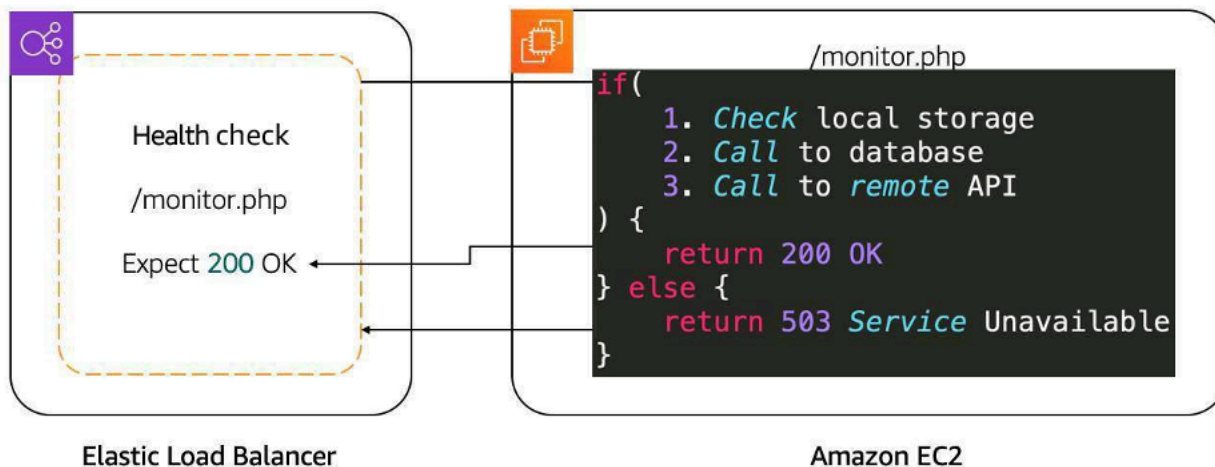 Health check
/monitor.php
Expect 200 OK
Elastic Load Balancer
/monitor.php
if(
1. Check local storage
2. Call to database
3. Call to remote API
) {
return 200 OK
} else {
return 503 Service Unavailable
}
Amazon EC2